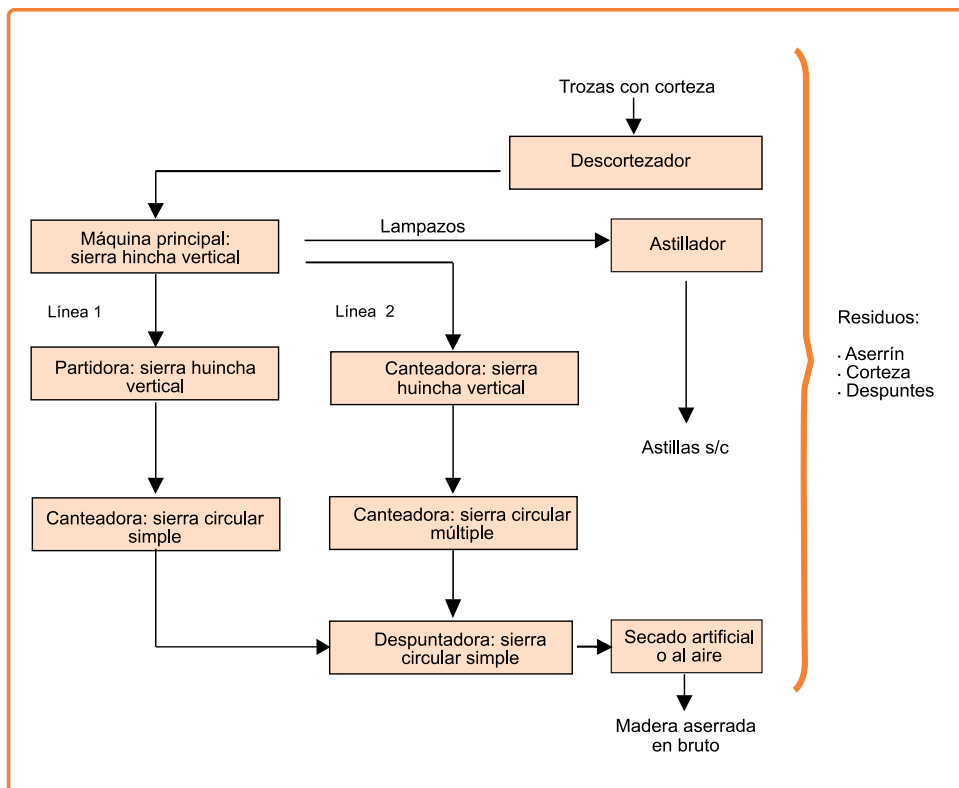 Trozas con corteza
Descortezador
Máquina principal:
sierra hincha vertical
Lampazos
Astillador
Línea 1
Línea 2
Partidora: sierra huincha
vertical
Canteadora: sierra
huincha vertical
Astillas s/c
Canteadora: sierra circular
simple
Canteadora: sierra circular
múltiple
Despuntadora: sierra
circular simple
Secado artificial
o al aire
Madera aserrada
en bruto
Residuos:
· Aserrín
· Corteza
· Despuntes